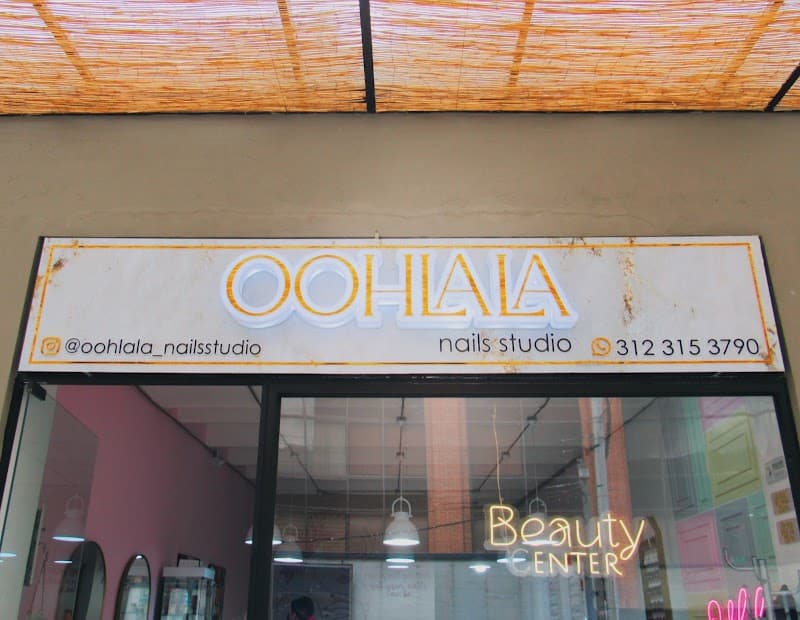 OOHLALA
nails studio
@oohlala_nailsstudio
312 315 3790
Beauty
CENTER